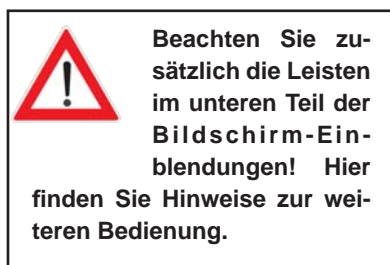 Beachten Sie zu-
sätzlich die Leisten
im unteren Teil der
Bildschirm-Ein-
blendungen! Hier
finden Sie Hinweise zur wei-
teren Bedienung.